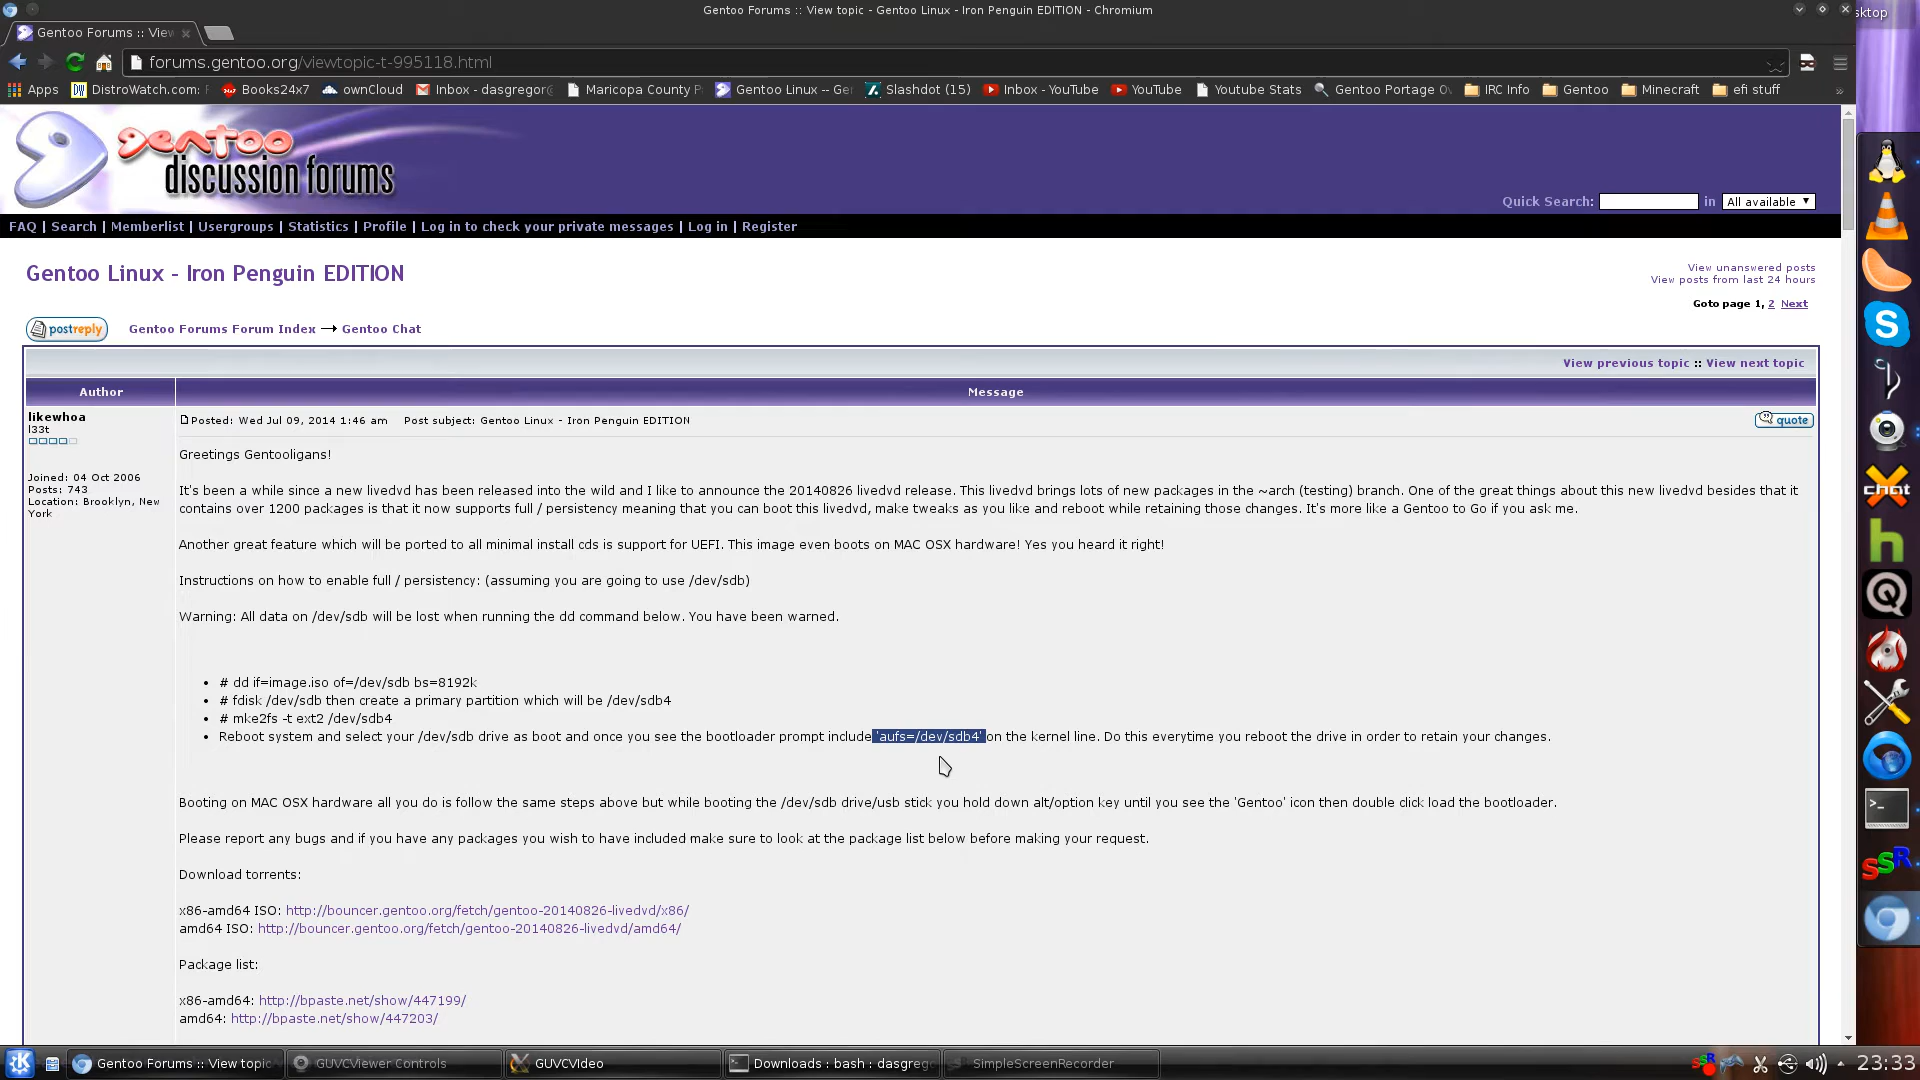 Gentoo Forums :: View topic - Gentoo Linux - Iron Penguin EDITION - Chromium
sktop
Gentoo Forums :: View
forums.gentoo.org/viewtopic-t-995118.html
Apps DistroWatch.com: Books24x7 ownCloud Inbox - dasgregor@ Maricopa County P Gentoo Linux -- Ge Slashdot (15) Inbox - YouTube YouTube Youtube Stats Gentoo Portage Ov IRC Info Gentoo Minecraft efi stuff »
gentoo
discussion forums
Quick Search: in All available
FAQ | Search | Memberlist | Usergroups | Statistics | Profile | Log in to check your private messages | Log in | Register
Gentoo Linux - Iron Penguin EDITION
View unanswered posts
View posts from last 24 hours
Goto page 1, 2 Next
postreply Gentoo Forums Forum Index → Gentoo Chat
View previous topic :: View next topic
Author Message
likewhoa
l33t
Joined: 04 Oct 2006
Posts: 743
Location: Brooklyn, New
York
Posted: Wed Jul 09, 2014 1:46 am Post subject: Gentoo Linux - Iron Penguin EDITION
quote
Greetings Gentooligans!
It's been a while since a new livedvd has been released into the wild and I like to announce the 20140826 livedvd release. This livedvd brings lots of new packages in the ~arch (testing) branch. One of the great things about this new livedvd besides that it
contains over 1200 packages is that it now supports full / persistency meaning that you can boot this livedvd, make tweaks as you like and reboot while retaining those changes. It's more like a Gentoo to Go if you ask me.
Another great feature which will be ported to all minimal install cds is support for UEFI. This image even boots on MAC OSX hardware! Yes you heard it right!
Instructions on how to enable full / persistency: (assuming you are going to use /dev/sdb)
Warning: All data on /dev/sdb will be lost when running the dd command below. You have been warned.
• # dd if=image.iso of=/dev/sdb bs=8192k
• # fdisk /dev/sdb then create a primary partition which will be /dev/sdb4
• # mke2fs -t ext2 /dev/sdb4
• Reboot system and select your /dev/sdb drive as boot and once you see the bootloader prompt include 'aufs=/dev/sdb4' on the kernel line. Do this everytime you reboot the drive in order to retain your changes.
Booting on MAC OSX hardware all you do is follow the same steps above but while booting the /dev/sdb drive/usb stick you hold down alt/option key until you see the 'Gentoo' icon then double click load the bootloader.
Please report any bugs and if you have any packages you wish to have included make sure to look at the package list below before making your request.
Download torrents:
x86-amd64 ISO: http://bouncer.gentoo.org/fetch/gentoo-20140826-livedvd/x86/
amd64 ISO: http://bouncer.gentoo.org/fetch/gentoo-20140826-livedvd/amd64/
Package list:
x86-amd64: http://bpaste.net/show/447199/
amd64: http://bpaste.net/show/447203/
Gentoo Forums :: View topic GUVCViewer Controls GUVCVIdeo Downloads : bash : dasgreg SimpleScreenRecorder 23:33